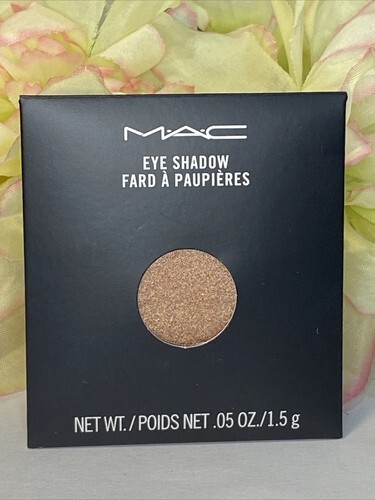 M·A·C
EYE SHADOW
FARD À PAUPIÈRES
NET WT. / POIDS NET .05 OZ./1.5 g